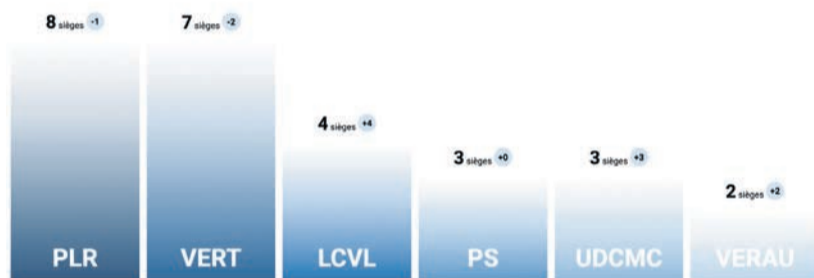 8 sièges -1
7 sièges -2
4 sièges +4
3 sièges +0
3 sièges +3
2 sièges +2
PLR
VERT
LCVL
PS
UDCMC
VERAU